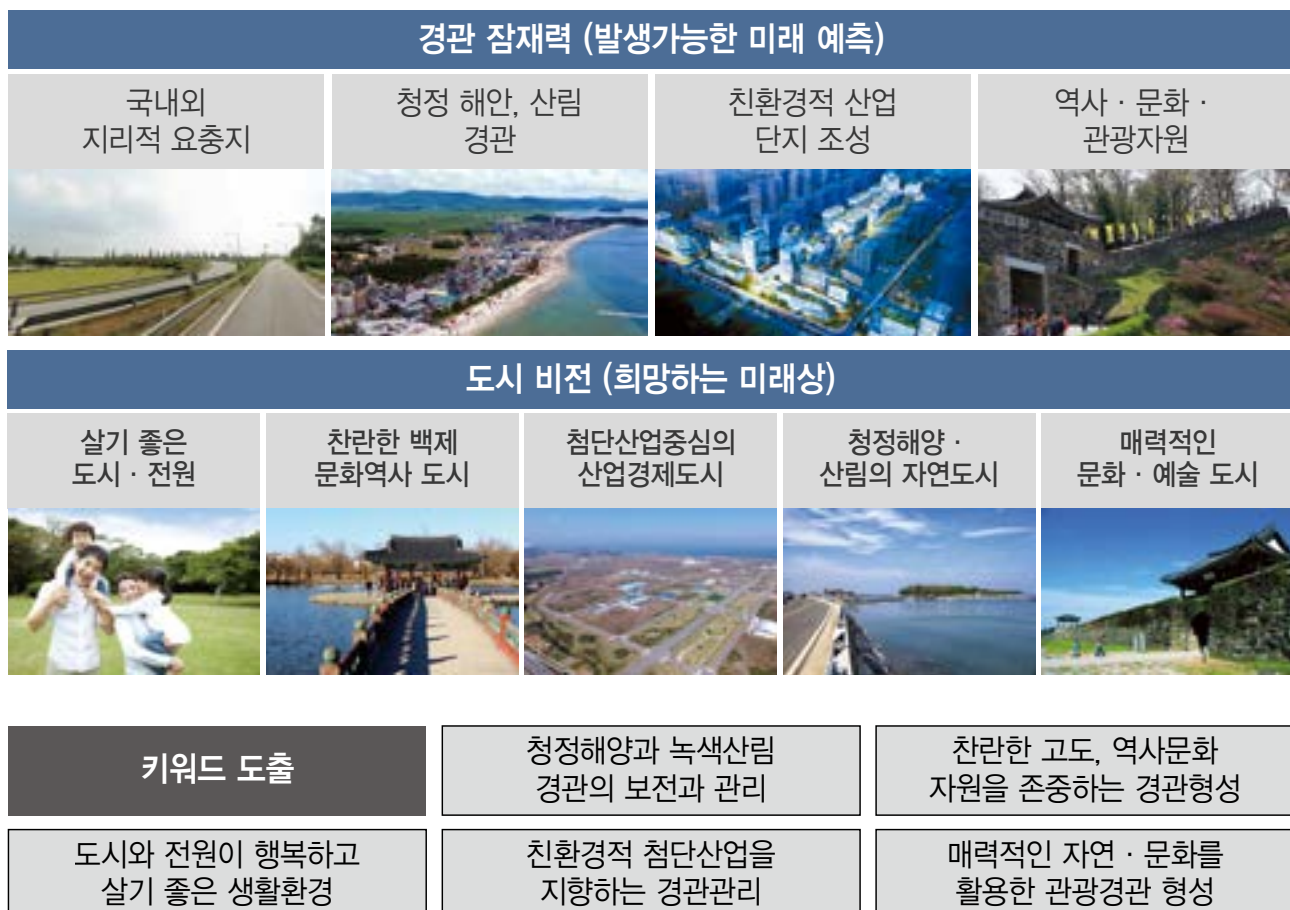 경관 잠재력 (발생가능한 미래 예측)
국내외
지리적 요충지
청정 해안, 산림
경관
친환경적 산업
단지 조성
역사 · 문화 ·
관광자원
도시 비전 (희망하는 미래상)
살기 좋은
도시 · 전원
찬란한 백제
문화역사 도시
첨단산업중심의
산업경제도시
청정해양 ·
산림의 자연도시
매력적인
문화 · 예술 도시
키워드 도출
청정해양과 녹색산림
경관의 보전과 관리
찬란한 고도, 역사문화
자원을 존중하는 경관형성
도시와 전원이 행복하고
살기 좋은 생활환경
친환경적 첨단산업을
지향하는 경관관리
매력적인 자연 · 문화를
활용한 관광경관 형성